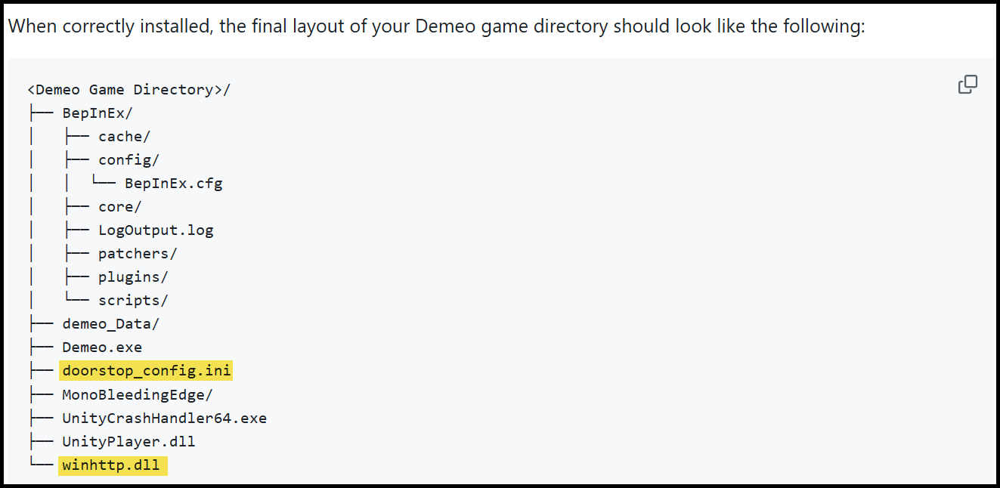 When correctly installed, the final layout of your Demeo game directory should look like the following:
<Demeo Game Directory>/
├── BepInEx/
│   ├── cache/
│   ├── config/
│   │  └── BepInEx.cfg
│   ├── core/
│   ├── LogOutput.log
│   ├── patchers/
│   ├── plugins/
│   └── scripts/
├── demeo_Data/
├── Demeo.exe
├── doorstop_config.ini
├── MonoBleedingEdge/
├── UnityCrashHandler64.exe
├── UnityPlayer.dll
└── winhttp.dll